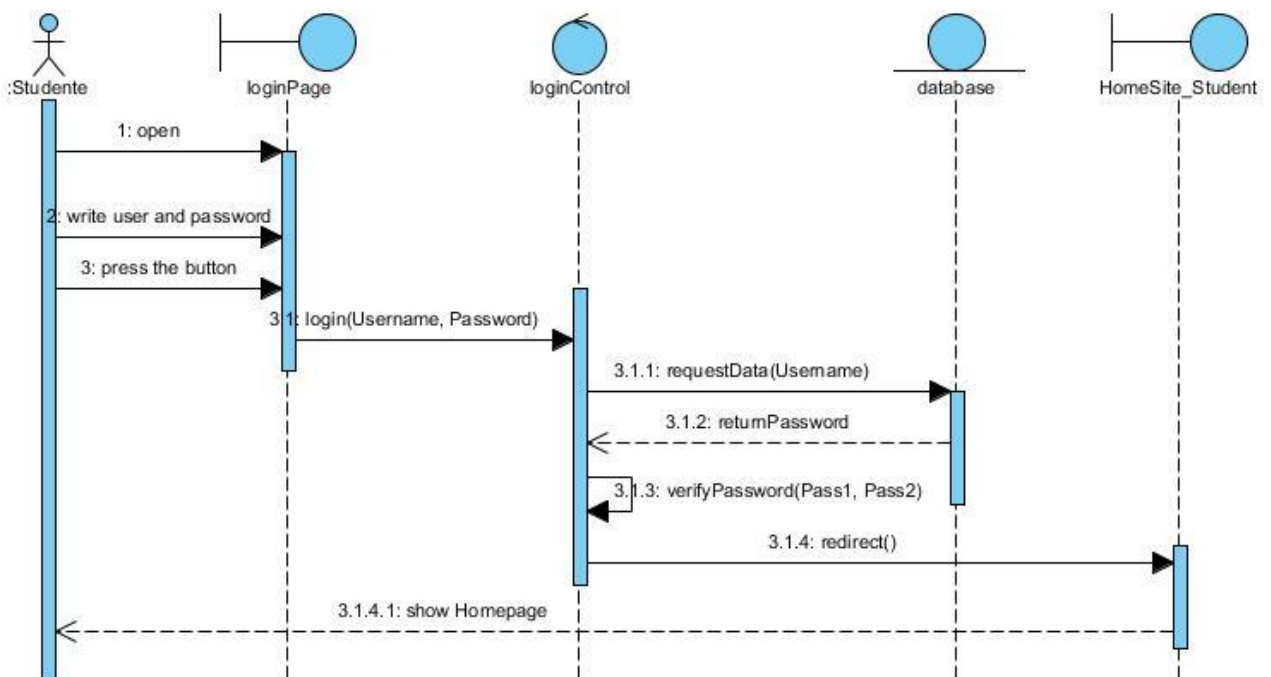 :Studente
loginPage
loginControl
database
HomeSite_Student
1: open
2: write user and password
3: press the button
3.1: login(Username, Password)
3.1.1: requestData(Username)
3.1.2: returnPassword
3.1.3: verifyPassword(Pass1, Pass2)
3.1.4: redirect()
3.1.4.1: show Homepage